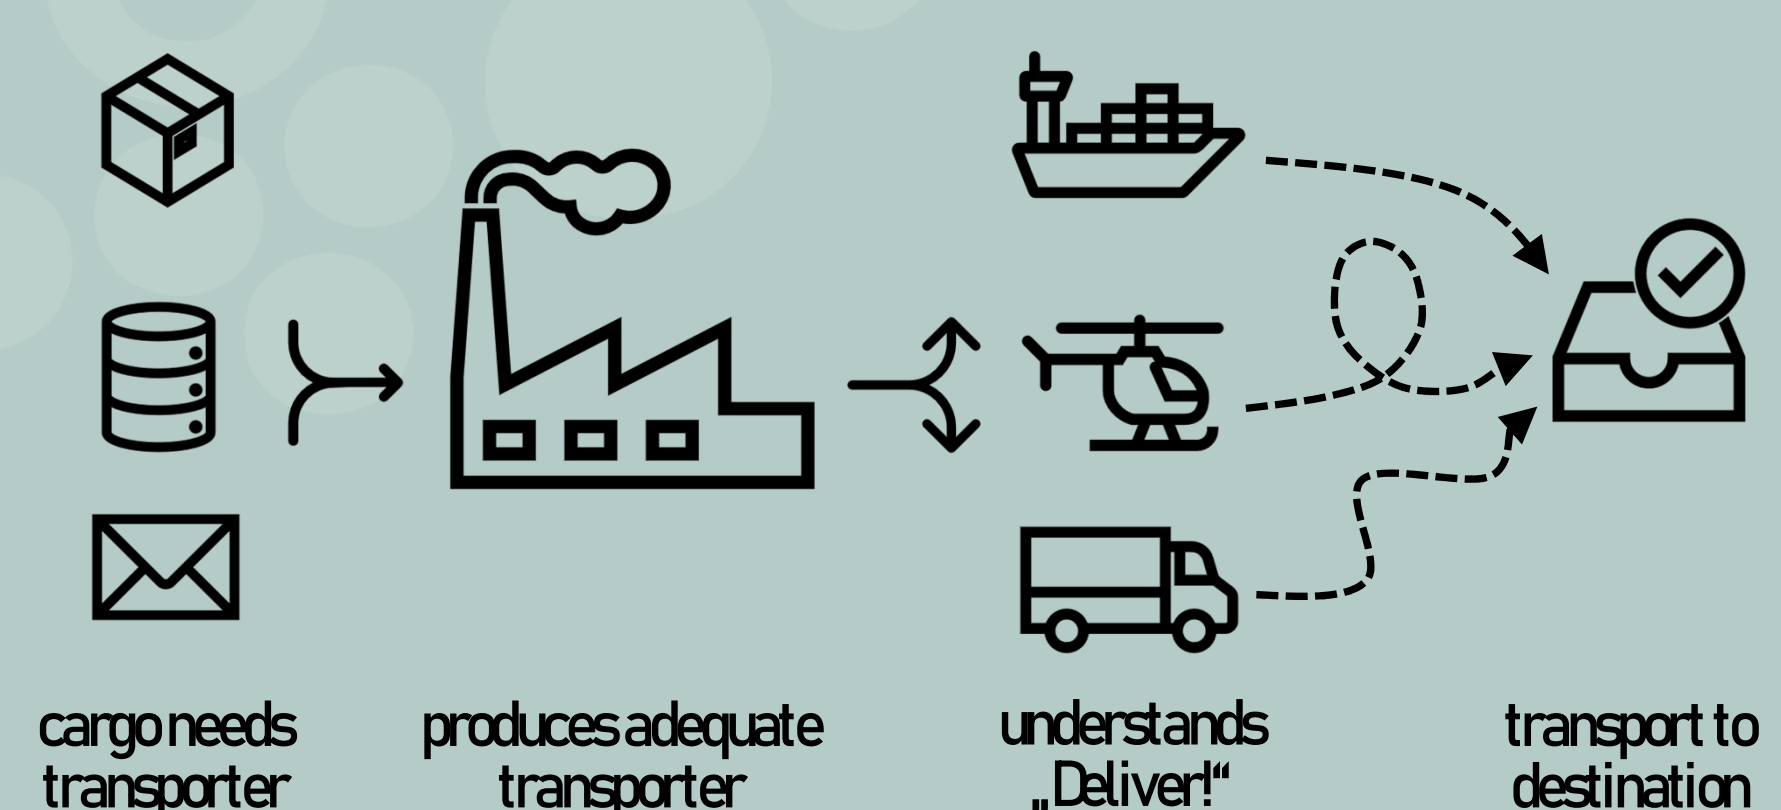 cargo needs
transporter
produces adequate
transporter
understands
„Deliver!“
transport to
destination